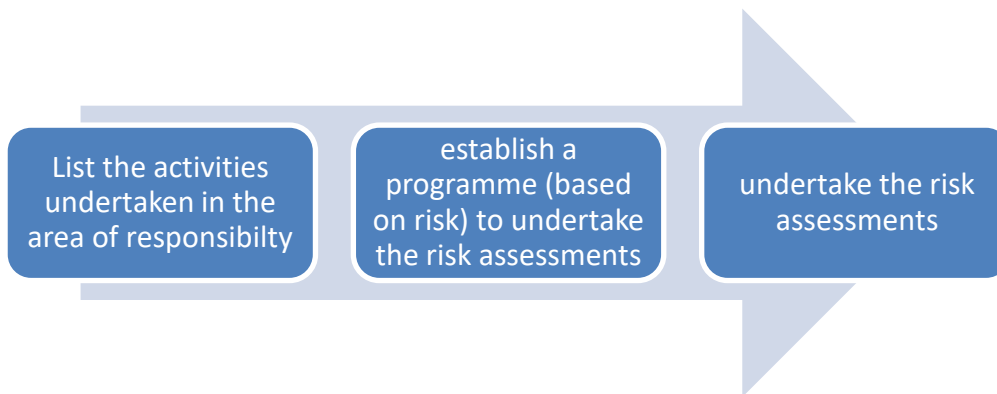 List the activities
undertaken in the
area of responsibilty
establish a
programme (based
on risk) to undertake
the risk assessments
undertake the risk
assessments